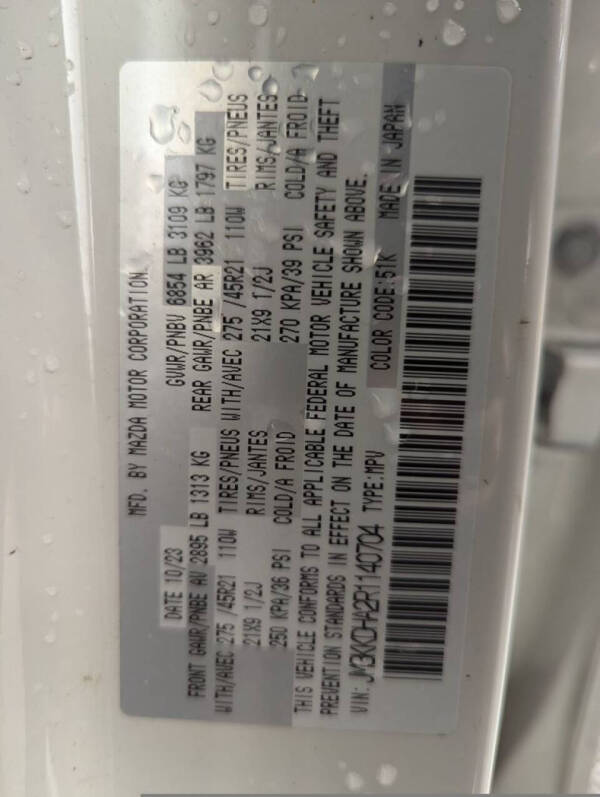 MFD. BY MAZDA MOTOR CORPORATION
DATE 10/23 GVWR/PNBV 6854 LB 3109 KG
FRONT GAWR/PNBE AV 2895 LB 1313 KG REAR GAWR/PNBE AR 3962 LB 1797 KG
WITH/AVEC 275 /45R21 110W TIRES/PNEUS WITH/AVEC 275 /45R21 110W TIRES/PNEUS
21X9 1/2J RIMS/JANTES 21X9 1/2J RIMS/JANTES
250 KPA/36 PSI COLD/A FROID 270 KPA/39 PSI COLD/A FROID
THIS VEHICLE CONFORMS TO ALL APPLICABLE FEDERAL MOTOR VEHICLE SAFETY AND THEFT
PREVENTION STANDARDS IN EFFECT ON THE DATE OF MANUFACTURE SHOWN ABOVE.
VIN: JM3KKDHA2R1140704 TYPE:MPV COLOR CODE:51K MADE IN JAPAN